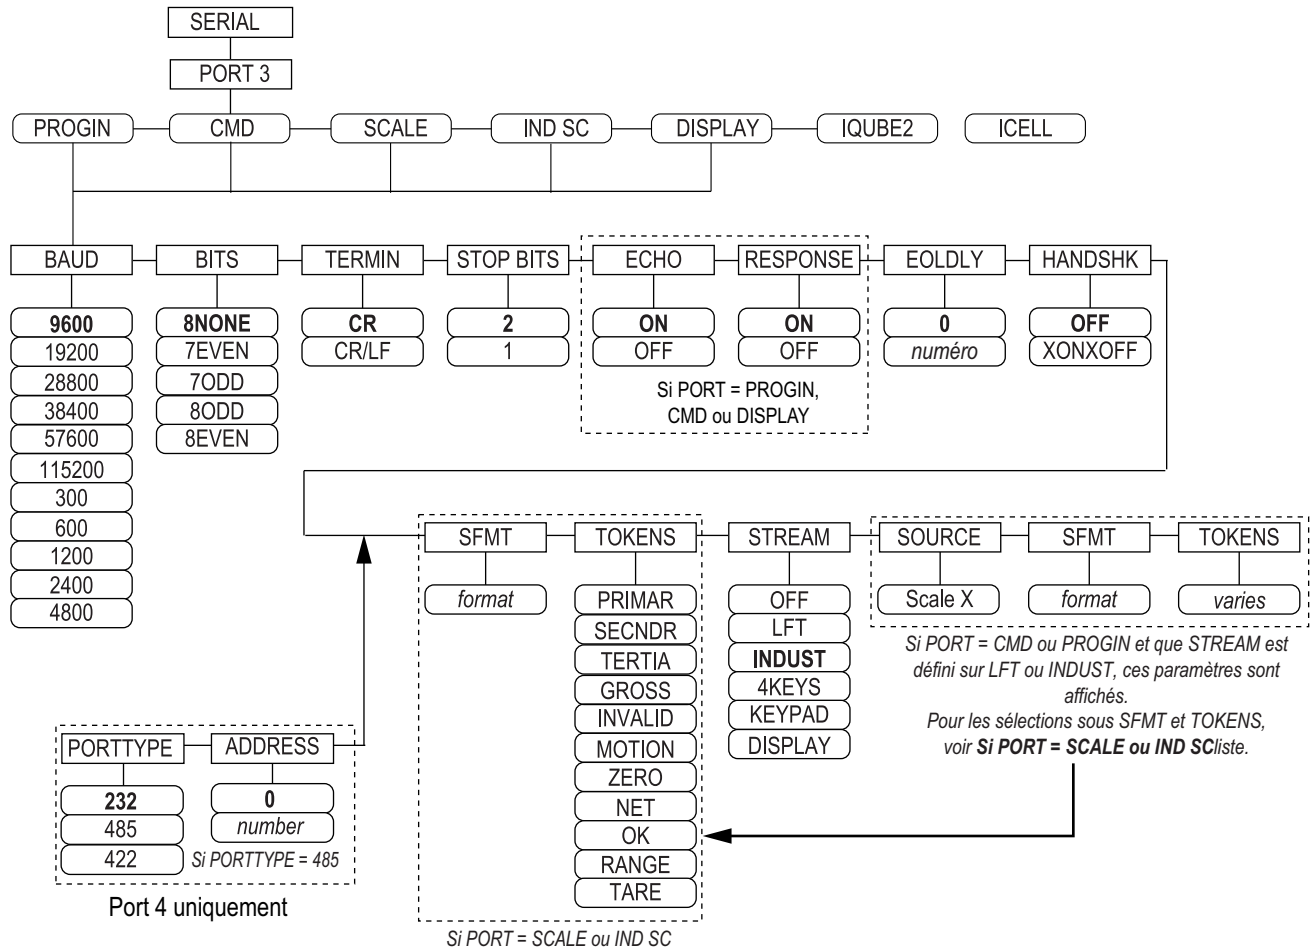 SERIAL
PORT 3
PROGIN CMD SCALE IND SC DISPLAY IQUBE2 ICELL
BAUD BITS TERMIN STOP BITS ECHO RESPONSE EOLDLY HANDSHK
9600 8NONE CR 2 ON ON 0 OFF
19200 7EVEN CR/LF 1 OFF OFF numéro XONXOFF
28800 7ODD
38400 8ODD
57600 8EVEN
115200
300
600
1200
2400
4800
Si PORT = PROGIN,
CMD ou DISPLAY
SFMT TOKENS STREAM SOURCE SFMT TOKENS
format PRIMAR OFF Scale X format varies
SECNDR LFT
TERTIA INDUST
GROSS 4KEYS
INVALID KEYPAD
MOTION DISPLAY
ZERO
NET
OK
RANGE
TARE
Si PORT = CMD ou PROGIN et que STREAM est
défini sur LFT ou INDUST, ces paramètres sont
affichés.
Pour les sélections sous SFMT et TOKENS,
voir Si PORT = SCALE ou IND SCliste.
PORTTYPE ADDRESS
232 0
485 number
422 Si PORTTYPE = 485
Port 4 uniquement
Si PORT = SCALE ou IND SC